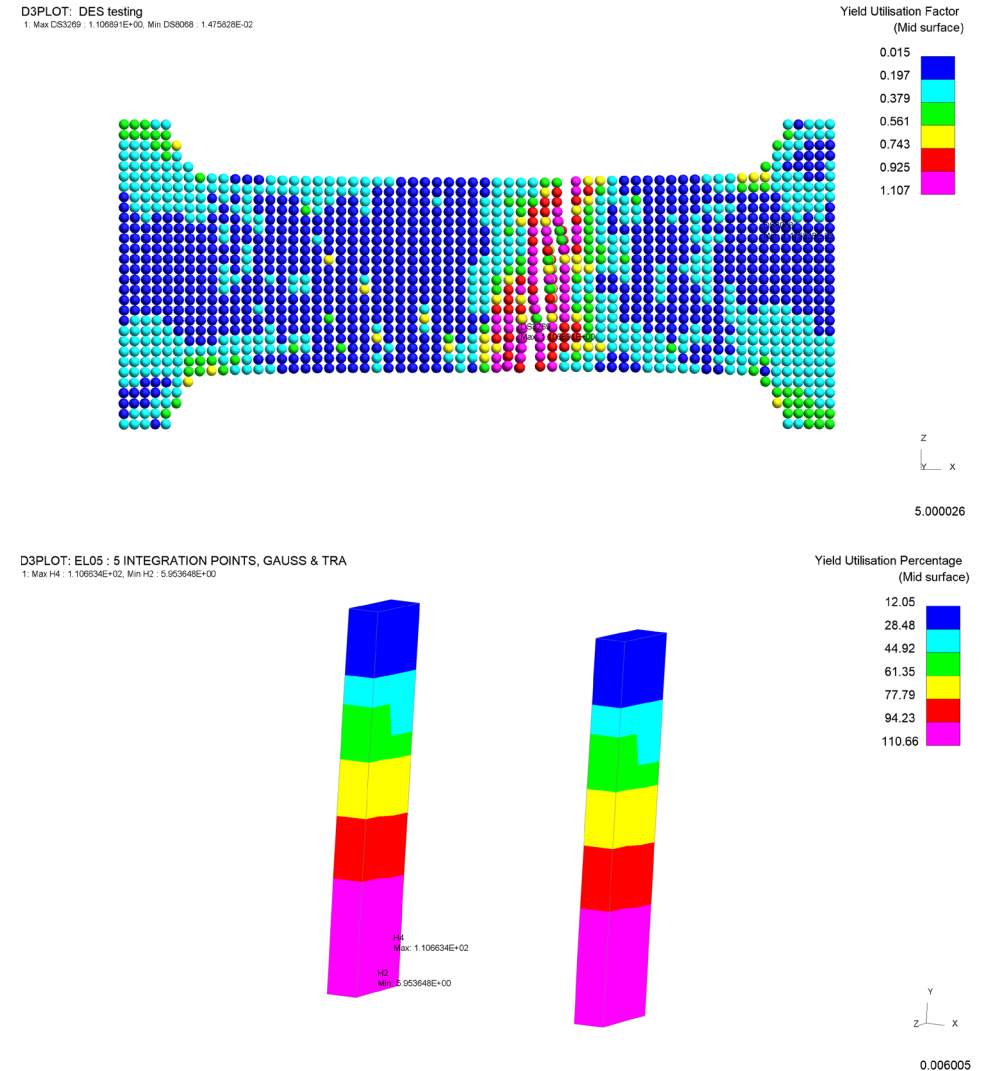 D3PLOT: DES testing
1: Max DS3269 : 1.106891E+00, Min DS8068 : 1.475828E-02
Yield Utilisation Factor
(Mid surface)
0.015
0.197
0.379
0.561
0.743
0.925
1.107
DS3269
Z
Y X
5.000026
D3PLOT: EL05 : 5 INTEGRATION POINTS, GAUSS & TRA
1: Max H4 : 1.106634E+02, Min H2 : 5.953648E+00
Yield Utilisation Percentage
(Mid surface)
12.05
28.48
44.92
61.35
77.79
94.23
110.66
H4
Max: 1.106634E+02
H2
Min: 5.953648E+00
Y
Z X
0.006005